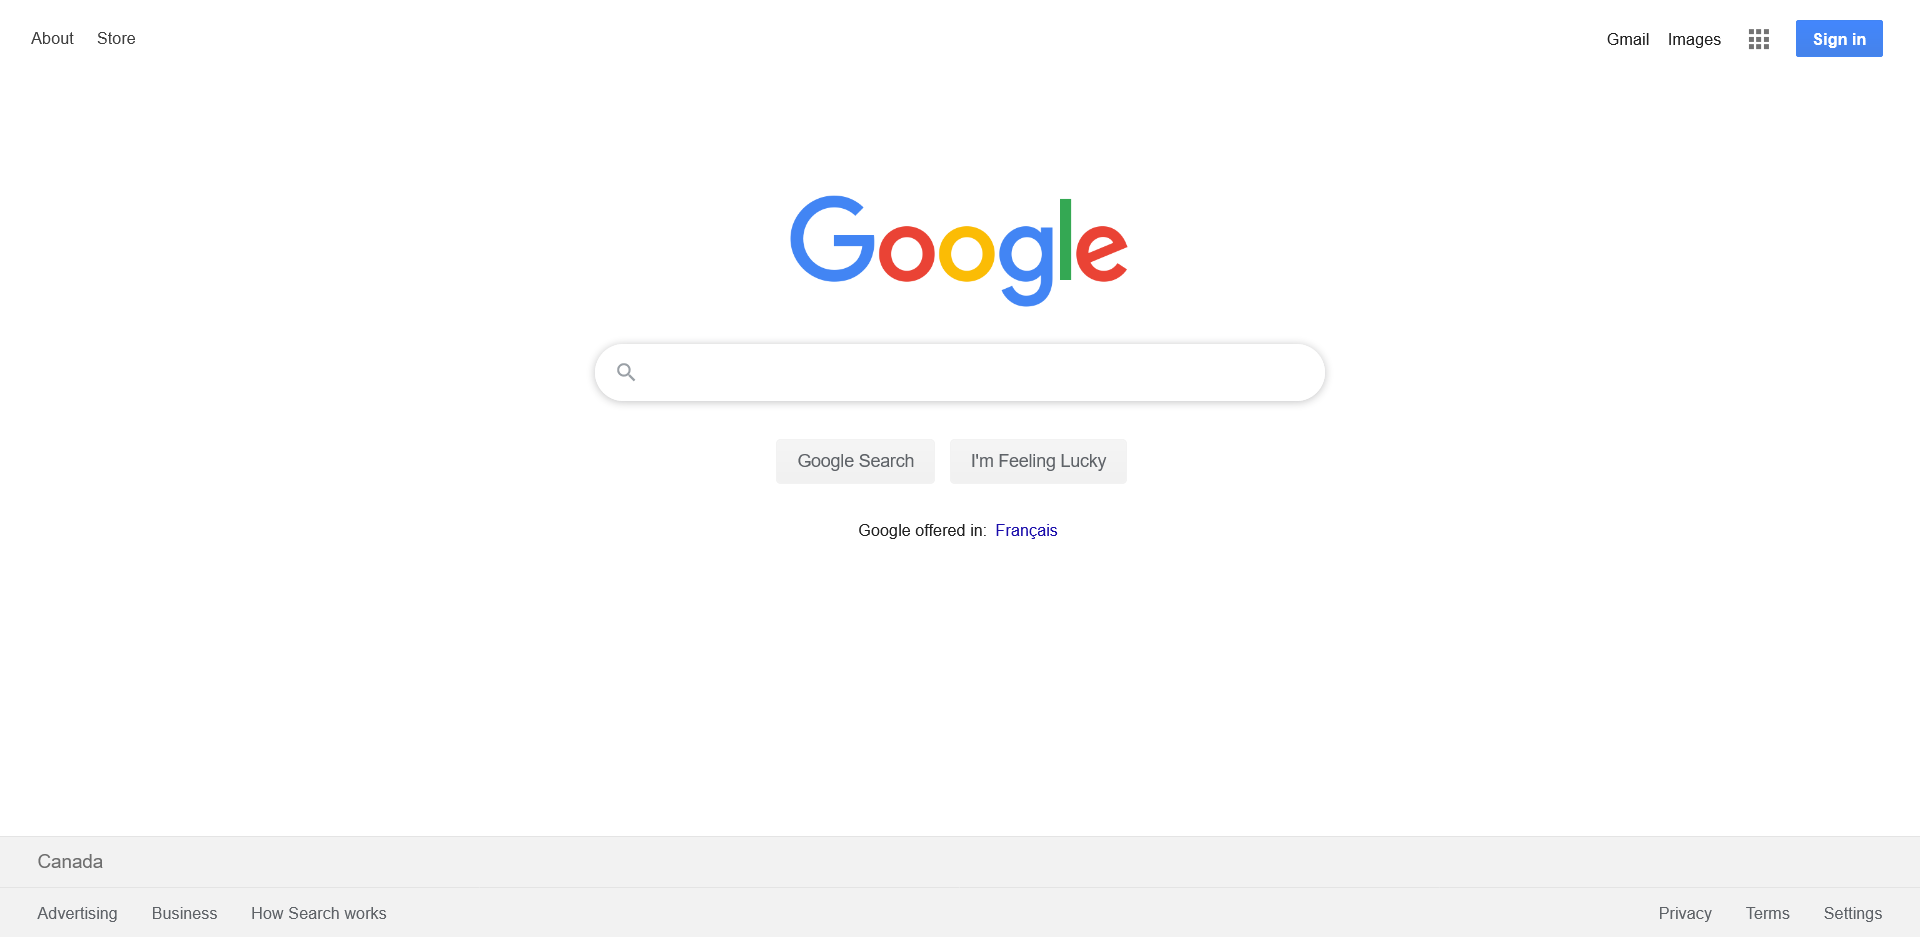 About Store Gmail Images Sign in
Google
Google Search I'm Feeling Lucky
Google offered in: Français
Canada
Advertising Business How Search works Privacy Terms Settings